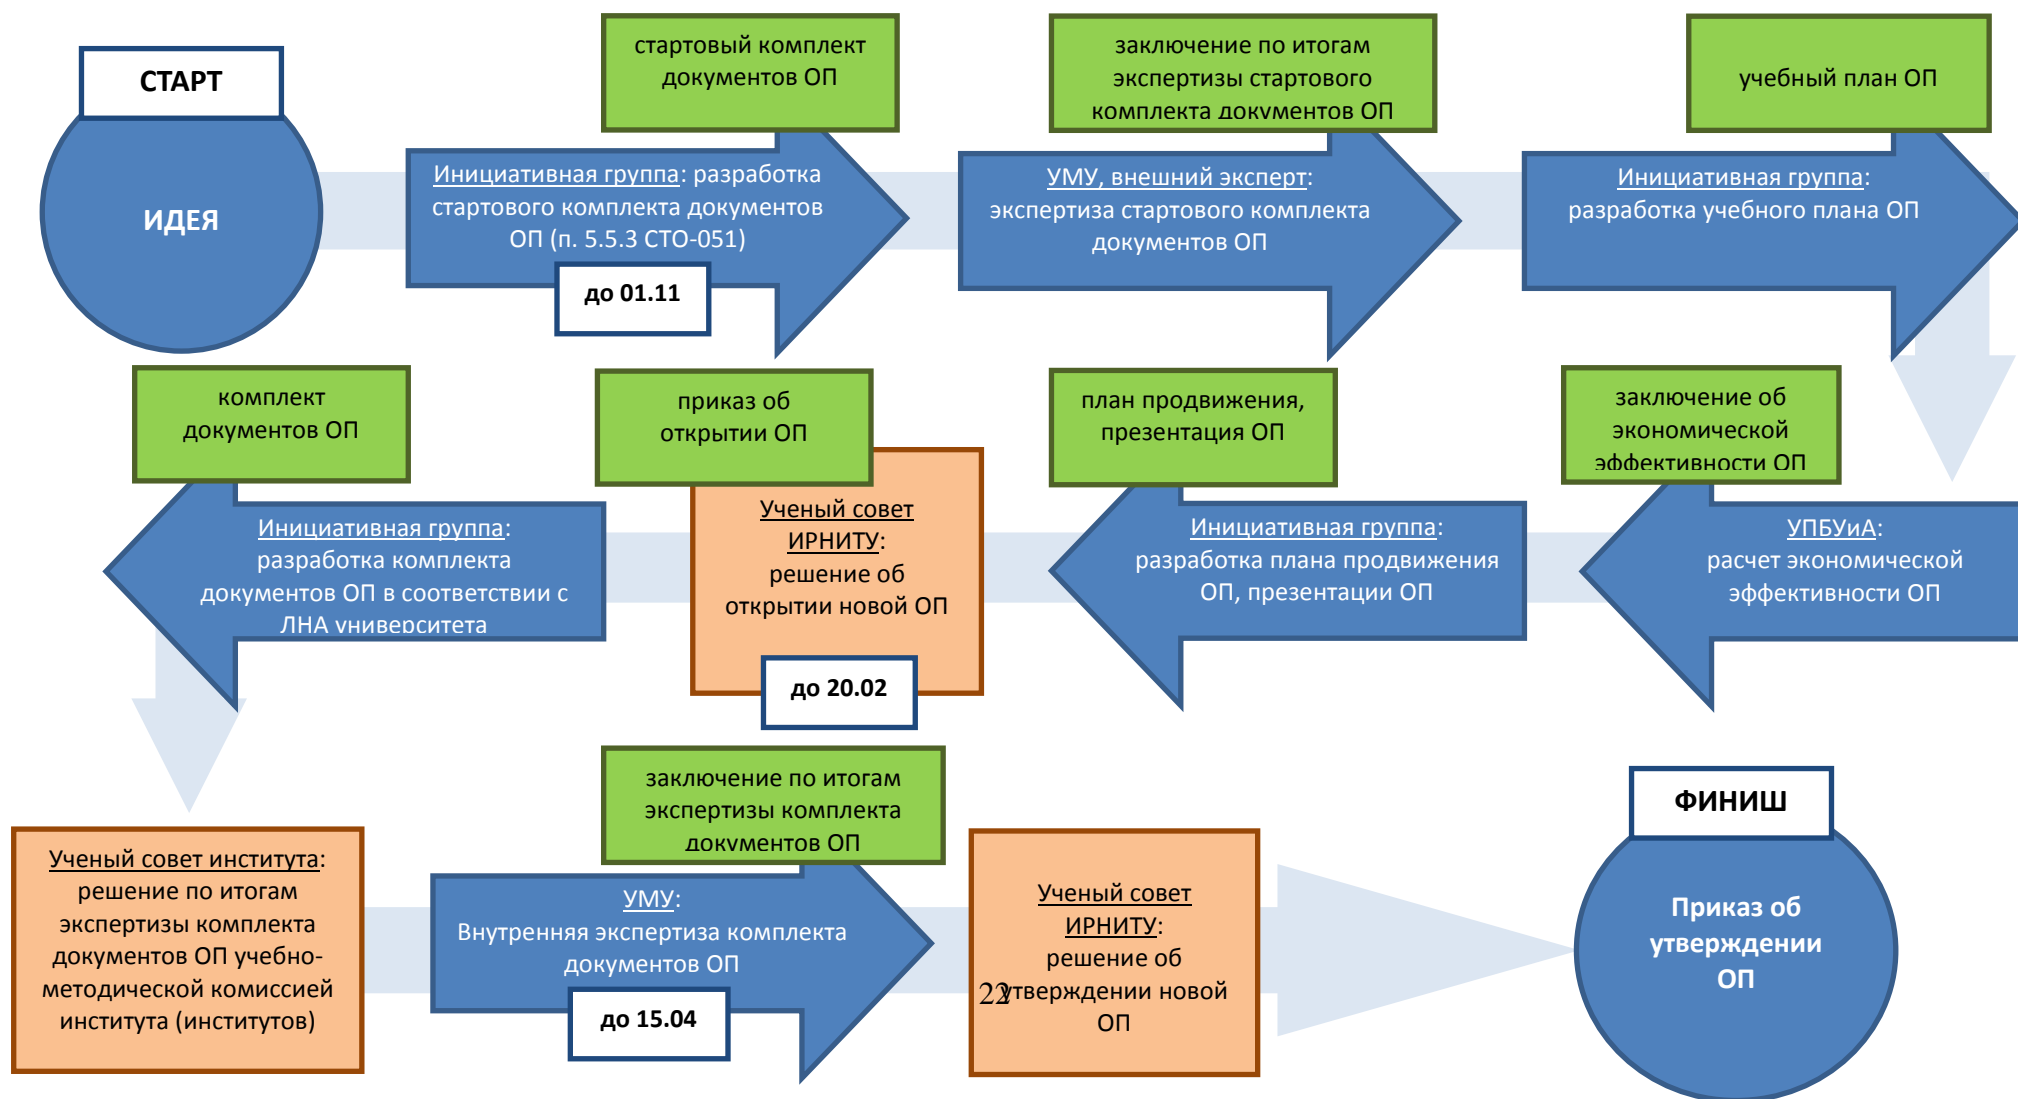 СТАРТ
ИДЕЯ
стартовый комплект
документов ОП
Инициативная группа: разработка
стартового комплекта документов
ОП (п. 5.5.3 СТО-051)
до 01.11
заключение по итогам
экспертизы стартового
комплекта документов ОП
УМУ, внешний эксперт:
экспертиза стартового комплекта
документов ОП
учебный план ОП
Инициативная группа:
разработка учебного плана ОП
заключение об
экономической
эффективности ОП
УПБУиА:
расчет экономической
эффективности ОП
план продвижения,
презентация ОП
Инициативная группа:
разработка плана продвижения
ОП, презентации ОП
приказ об
открытии ОП
Ученый совет
ИРНИТУ:
решение об
открытии новой ОП
до 20.02
комплект
документов ОП
Инициативная группа:
разработка комплекта
документов ОП в соответствии с
ЛНА университета
Ученый совет института:
решение по итогам
экспертизы комплекта
документов ОП учебно-
методической комиссией
института (институтов)
заключение по итогам
экспертизы комплекта
документов ОП
УМУ:
Внутренняя экспертиза комплекта
документов ОП
до 15.04
Ученый совет
ИРНИТУ:
решение об
утверждении новой
ОП
22
ФИНИШ
Приказ об
утверждении
ОП